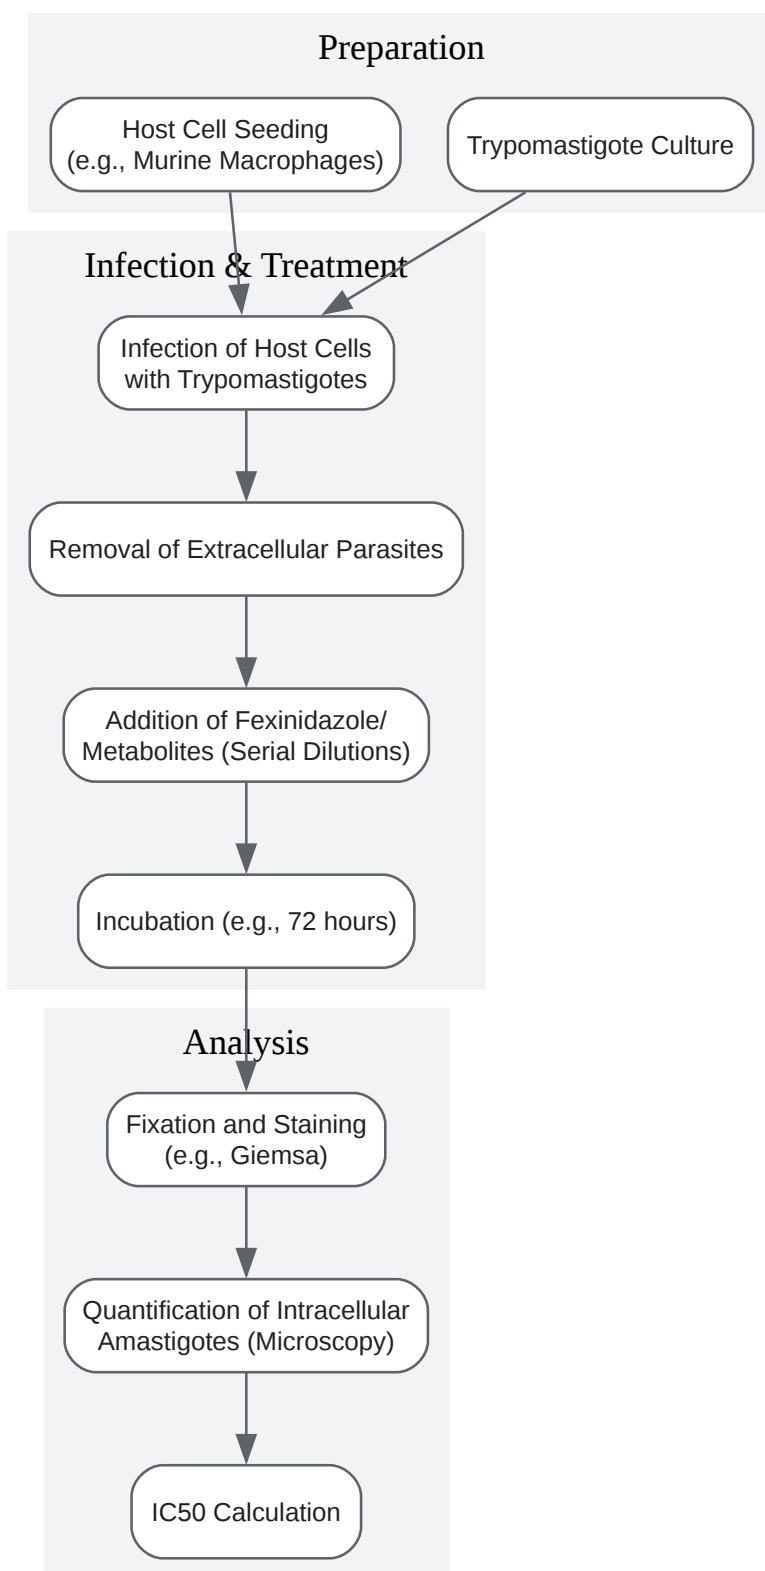 Preparation
Host Cell Seeding
(e.g., Murine Macrophages)
Trypomastigote Culture
Infection & Treatment
Infection of Host Cells
with Trypomastigotes
Removal of Extracellular Parasites
Addition of Fexinidazole/
Metabolites (Serial Dilutions)
Incubation (e.g., 72 hours)
Analysis
Fixation and Staining
(e.g., Giemsa)
Quantification of Intracellular
Amastigotes (Microscopy)
IC50 Calculation